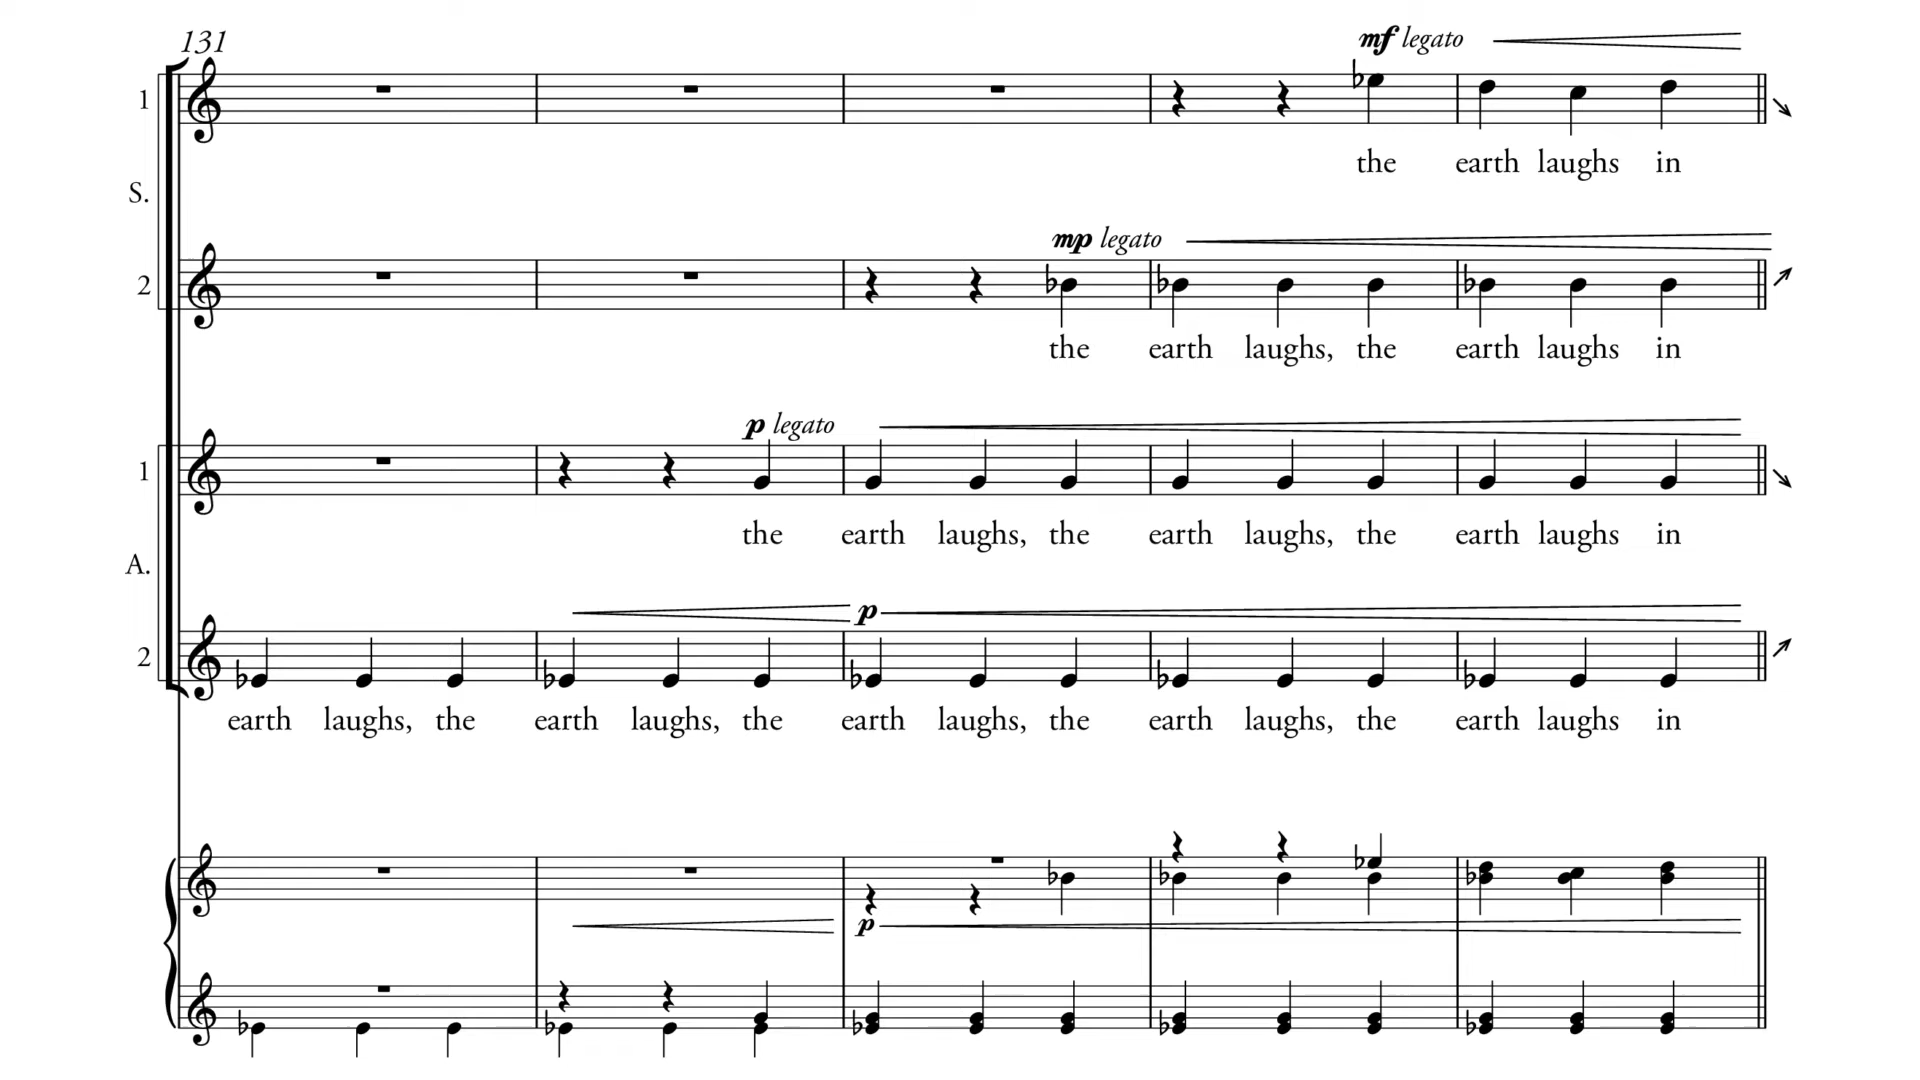 131
mf legato
1
the earth laughs in
S.
mp legato
2
the earth laughs, the earth laughs in
p legato
1
the earth laughs, the earth laughs, the earth laughs in
A.
p
2
earth laughs, the earth laughs, the earth laughs, the earth laughs, the earth laughs in
p